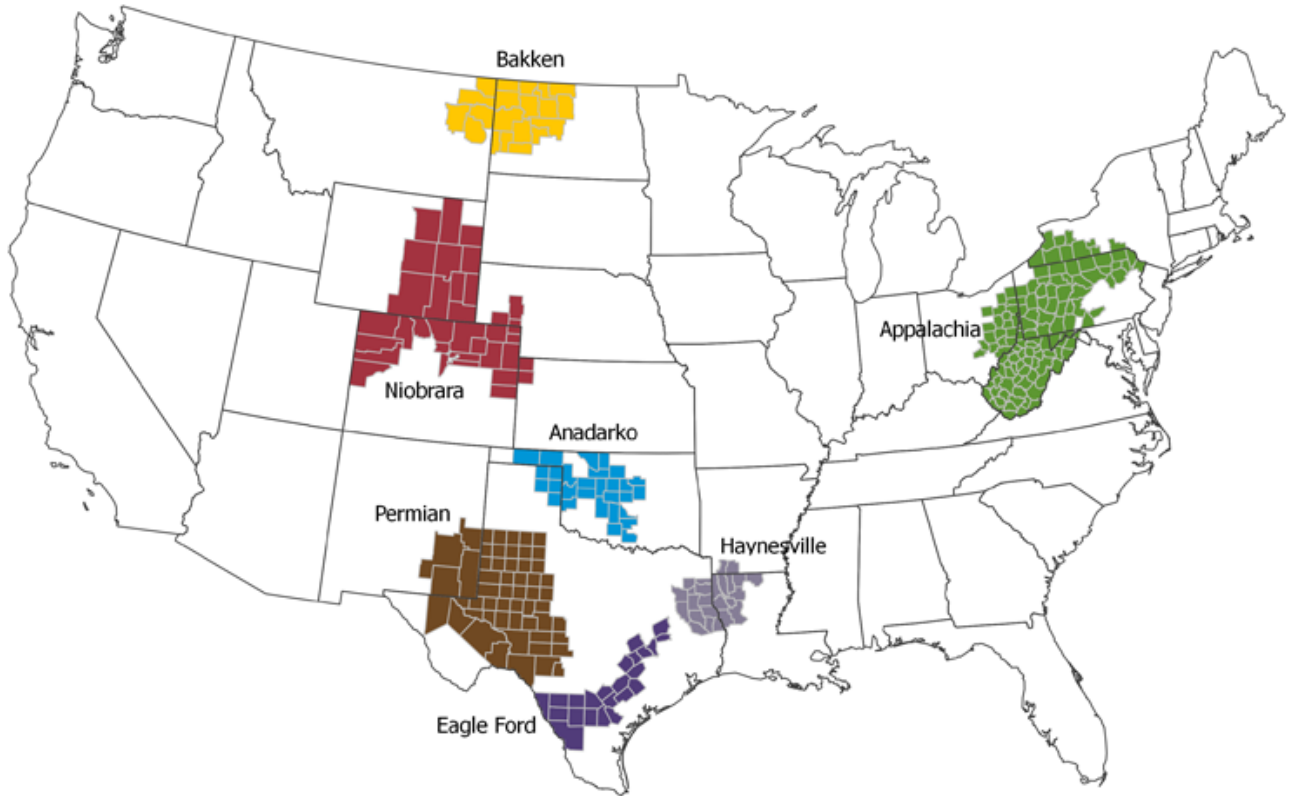 Bakken
Appalachia
Niobrara
Anadarko
Permian
Haynesville
Eagle Ford